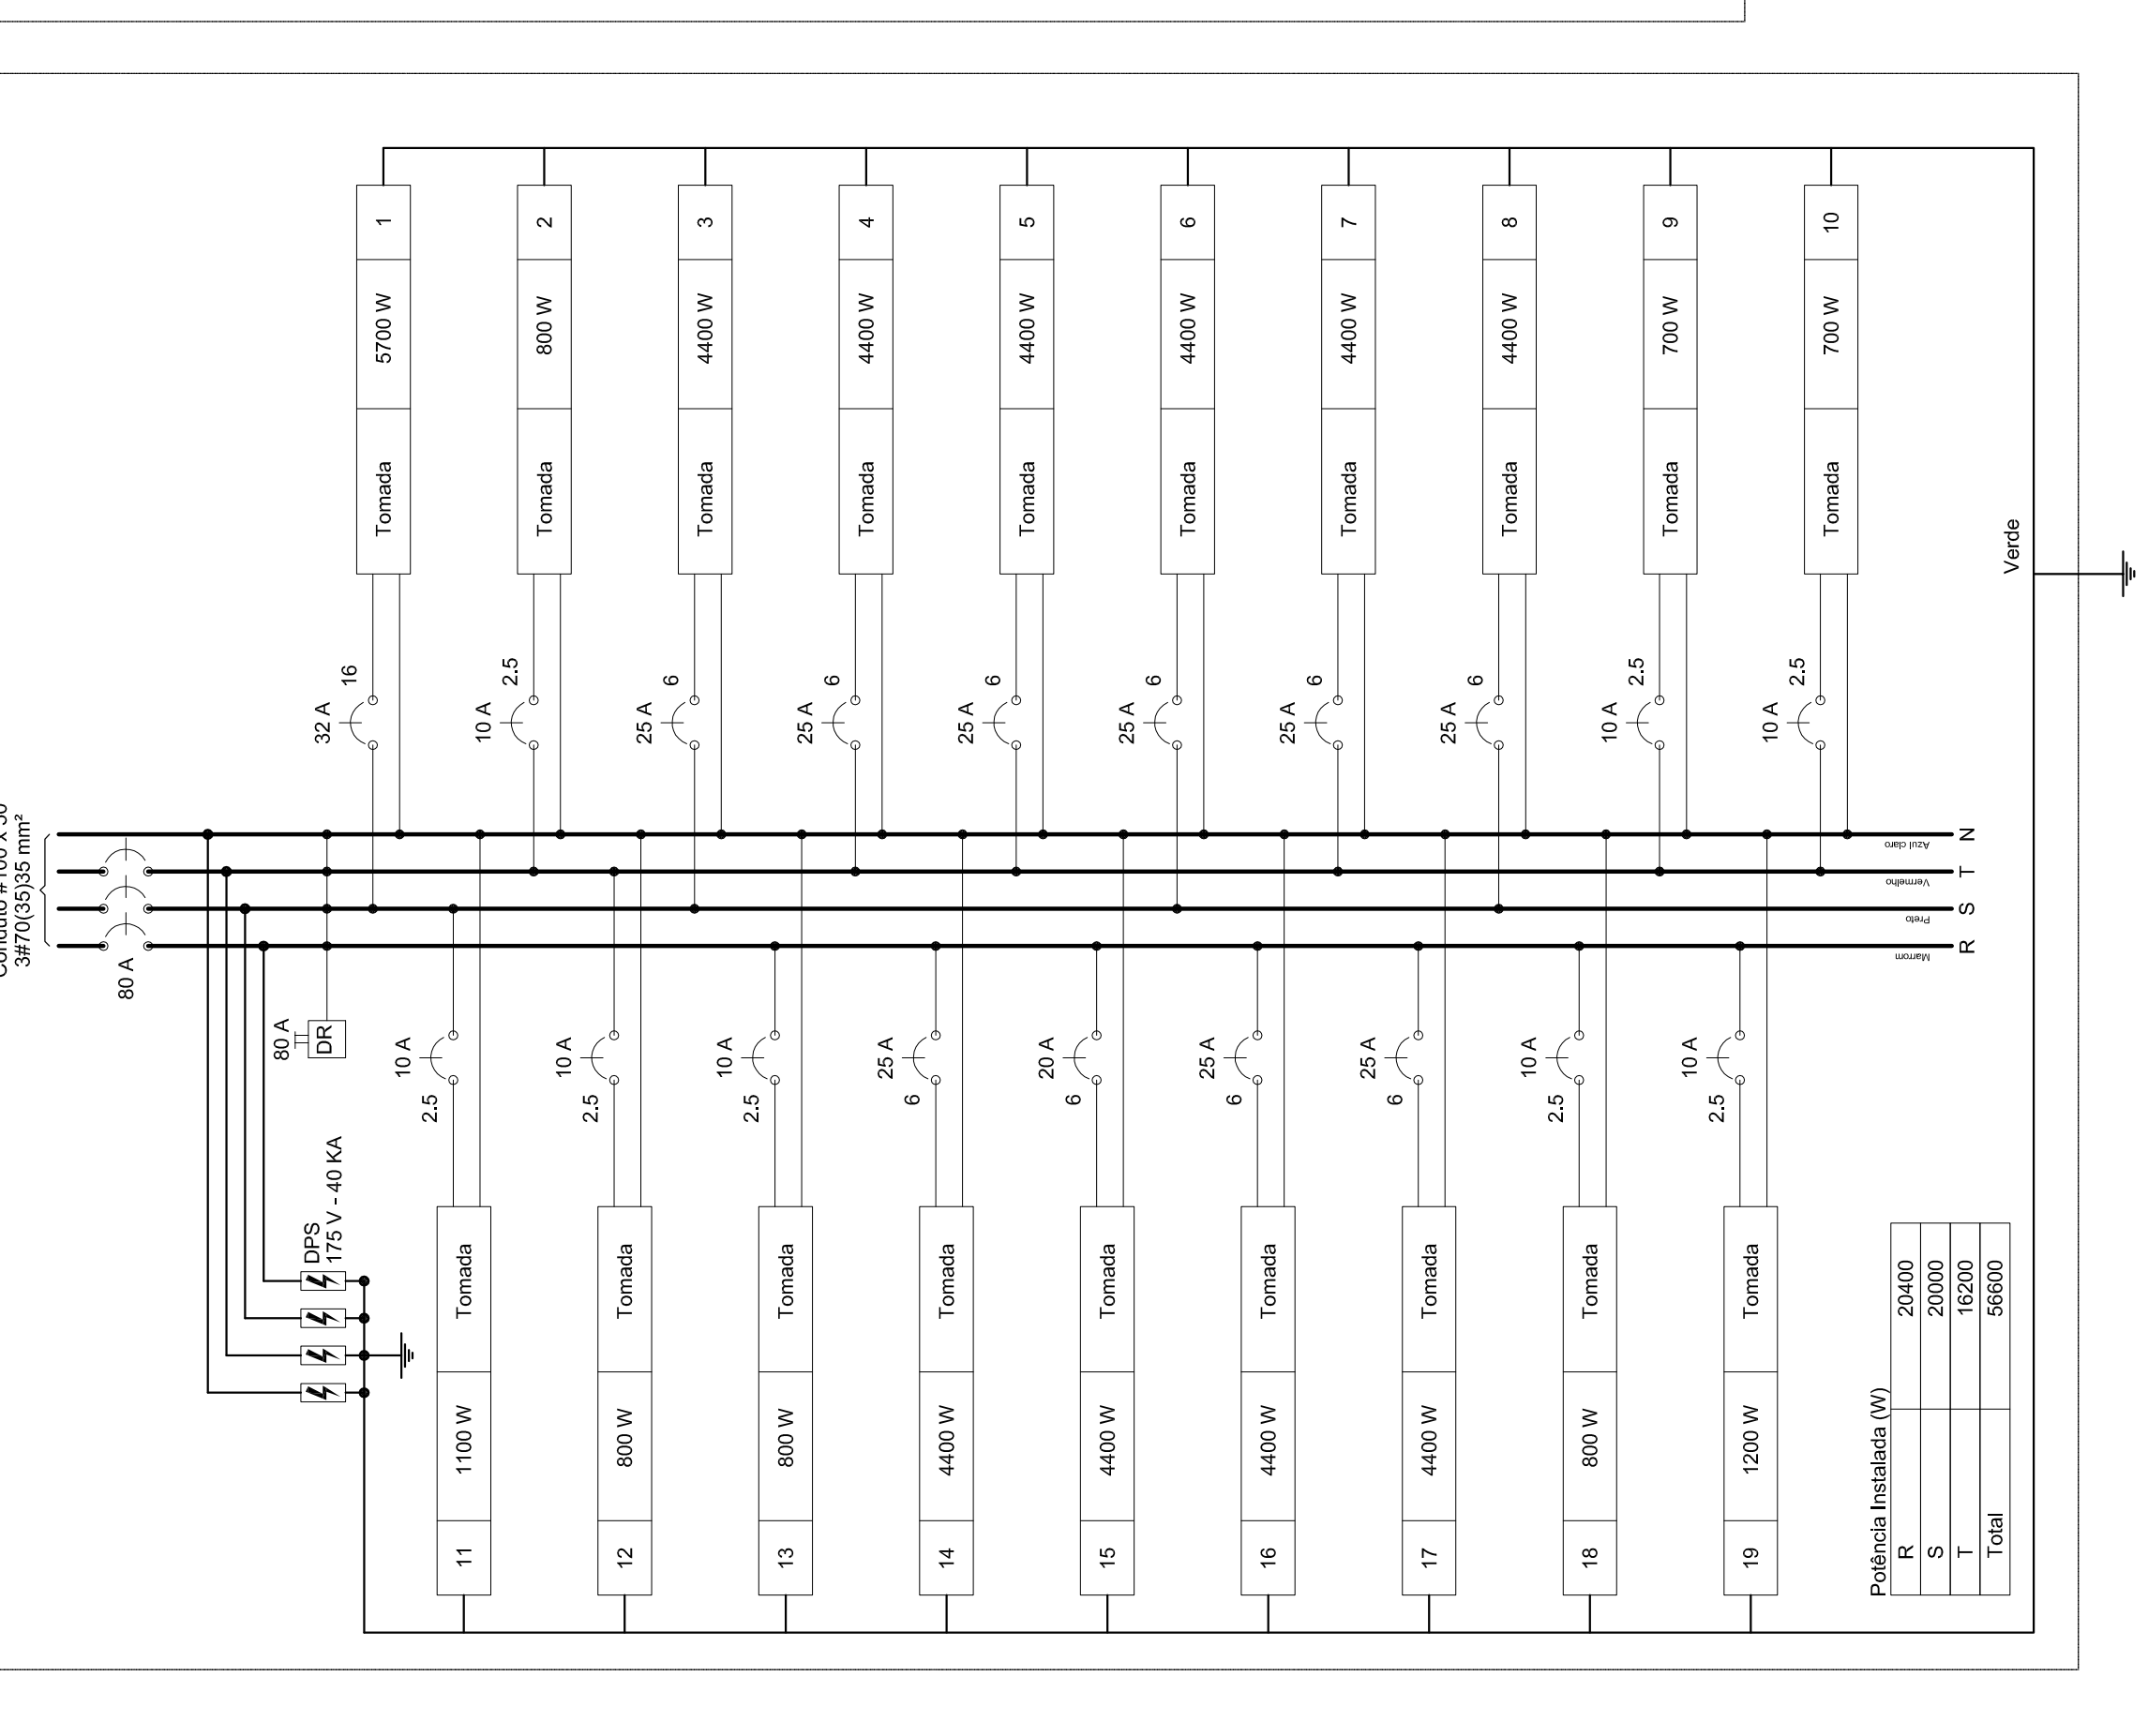 1
5700 W
Tomada
2
800 W
Tomada
3
4400 W
Tomada
4
4400 W
Tomada
5
4400 W
Tomada
6
4400 W
Tomada
7
4400 W
Tomada
8
4400 W
Tomada
9
700 W
Tomada
10
700 W
Tomada
Verde
32 A
16
10 A
2.5
25 A
6
25 A
6
25 A
6
25 A
6
25 A
6
25 A
6
10 A
2.5
10 A
2.5
3#70(35)35 mm²
80 A
N
Azul claro
T
Vermelho
S
Preto
R
Marrom
80 A
DR
10 A
2.5
10 A
2.5
10 A
2.5
25 A
6
20 A
6
25 A
6
25 A
6
10 A
2.5
10 A
2.5
DPS
175 V - 40 KA
Tomada
1100 W
11
Tomada
800 W
12
Tomada
800 W
13
Tomada
4400 W
14
Tomada
4400 W
15
Tomada
4400 W
16
Tomada
4400 W
17
Tomada
800 W
18
Tomada
1200 W
19
Potência Instalada (W)
R 20400
S 20000
T 16200
Total 56600